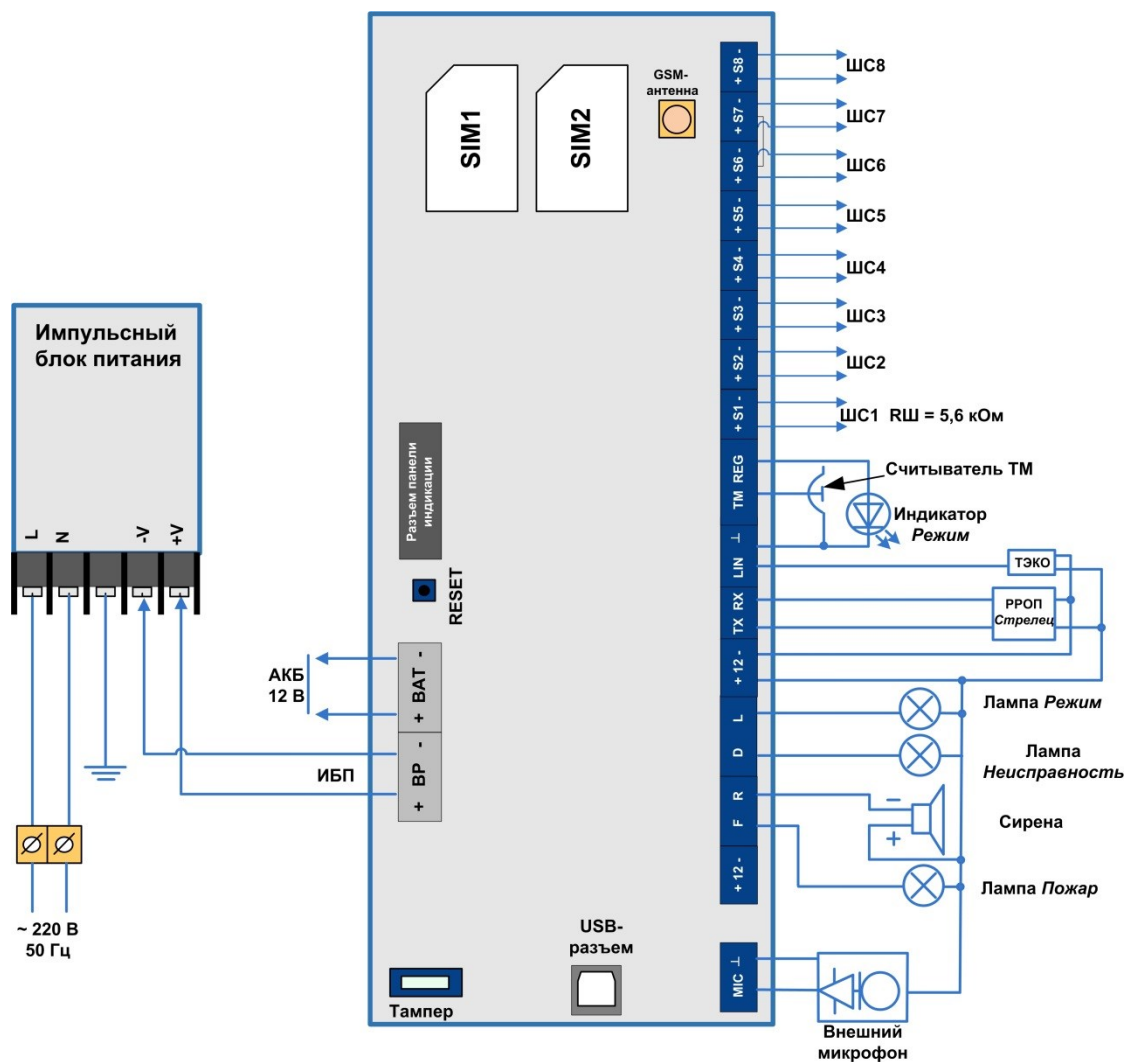 SIM1
SIM2
GSM-
антенна
+ S8 -
ШС8
+ S7 -
ШС7
+ S6 -
ШС6
+ S5 -
ШС5
+ S4 -
ШС4
+ S3 -
ШС3
+ S2 -
ШС2
+ S1 -
ШС1 RШ = 5,6 кОм
Импульсный
блок питания
L
N
-V
+V
~ 220 В
50 Гц
Разъем панели
индикации
RESET
АКБ
12 В
+ BAT -
ИБП
+ BP -
TM REG
Считыватель ТМ
Индикатор
Режим
LIN ⊥
ТЭКО
TX RX
РРОП
Стрелец
+ 12 -
L
Лампа Режим
D
Лампа
Неисправность
R
−
+
Сирена
F
Лампа Пожар
+ 12 -
MIC ⊥
Внешний
микрофон
USB-
разъем
Тампер